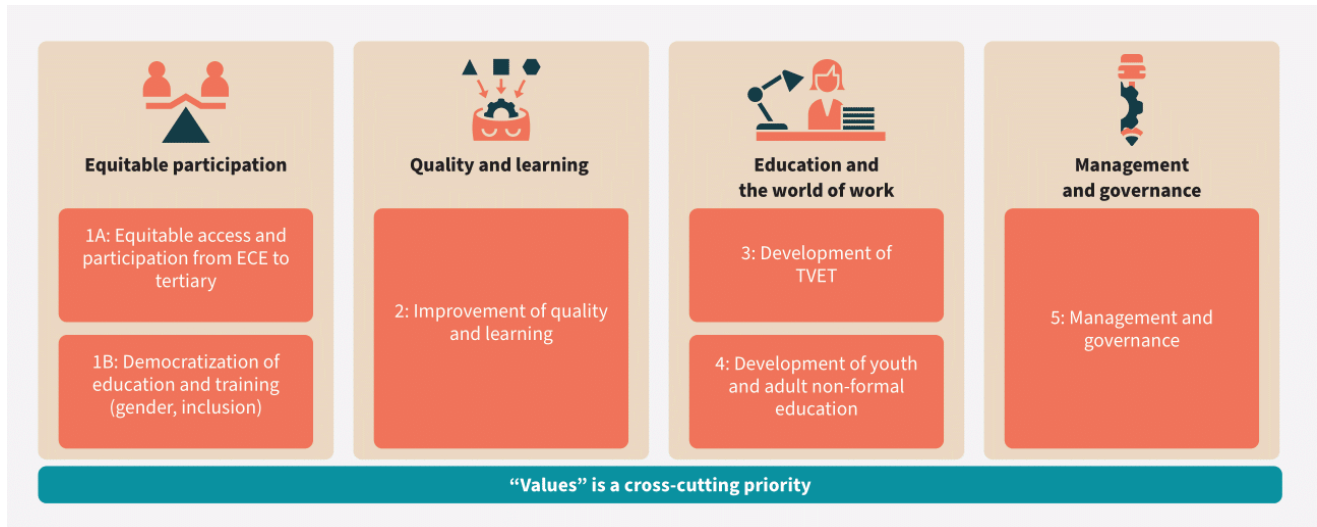 Equitable participation
1A: Equitable access and
participation from ECE to
tertiary
1B: Democratization of
education and training
(gender, inclusion)
Quality and learning
2: Improvement of quality
and learning
Education and
the world of work
3: Development of
TVET
4: Development of youth
and adult non-formal
education
Management
and governance
5: Management and
governance
“Values” is a cross-cutting priority